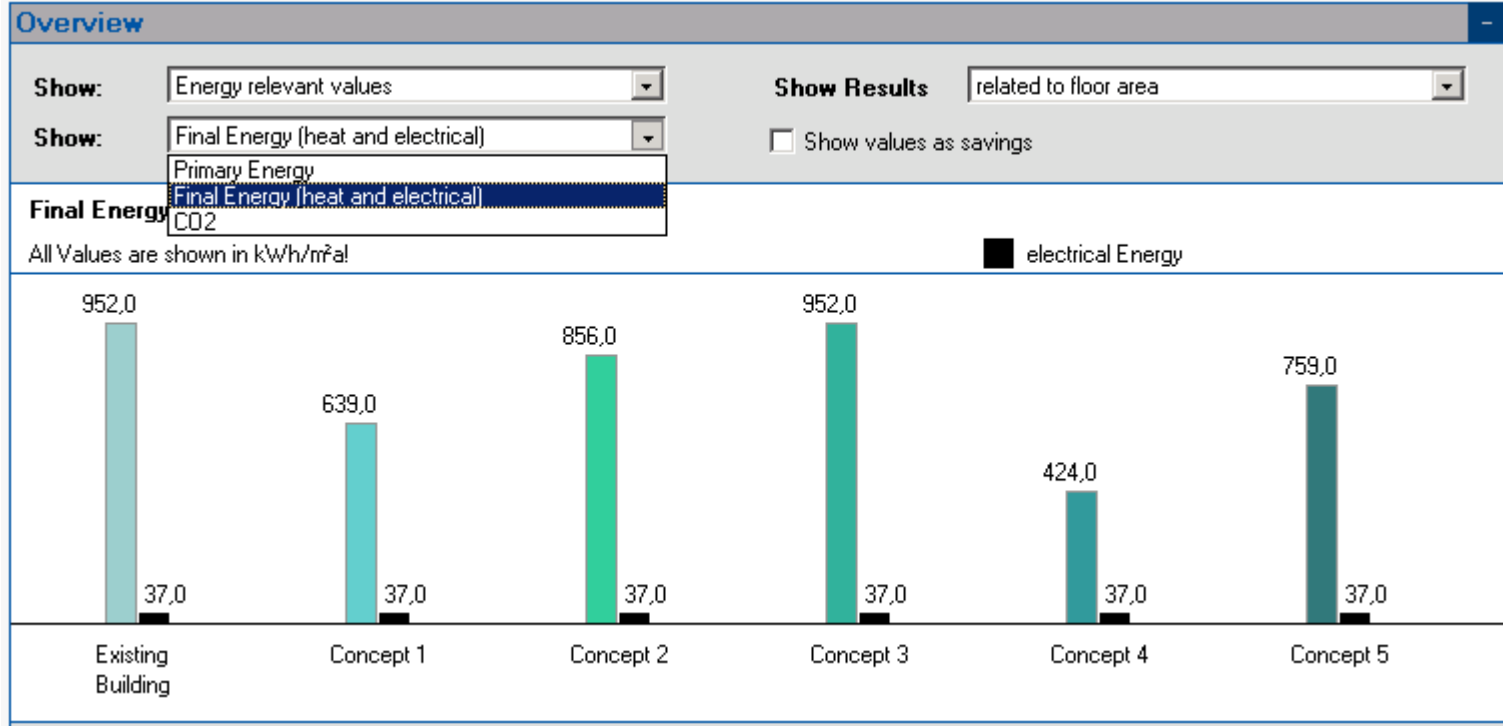 Overview
Show: Energy relevant values Show Results related to floor area
Show: Final Energy (heat and electrical) Show values as savings
Primary Energy
Final Energy (heat and electrical)
CO2
Final Energy
All Values are shown in kWh/m²a! electrical Energy
952,0 639,0 856,0 952,0 424,0 759,0
37,0 37,0 37,0 37,0 37,0 37,0
Existing Building Concept 1 Concept 2 Concept 3 Concept 4 Concept 5